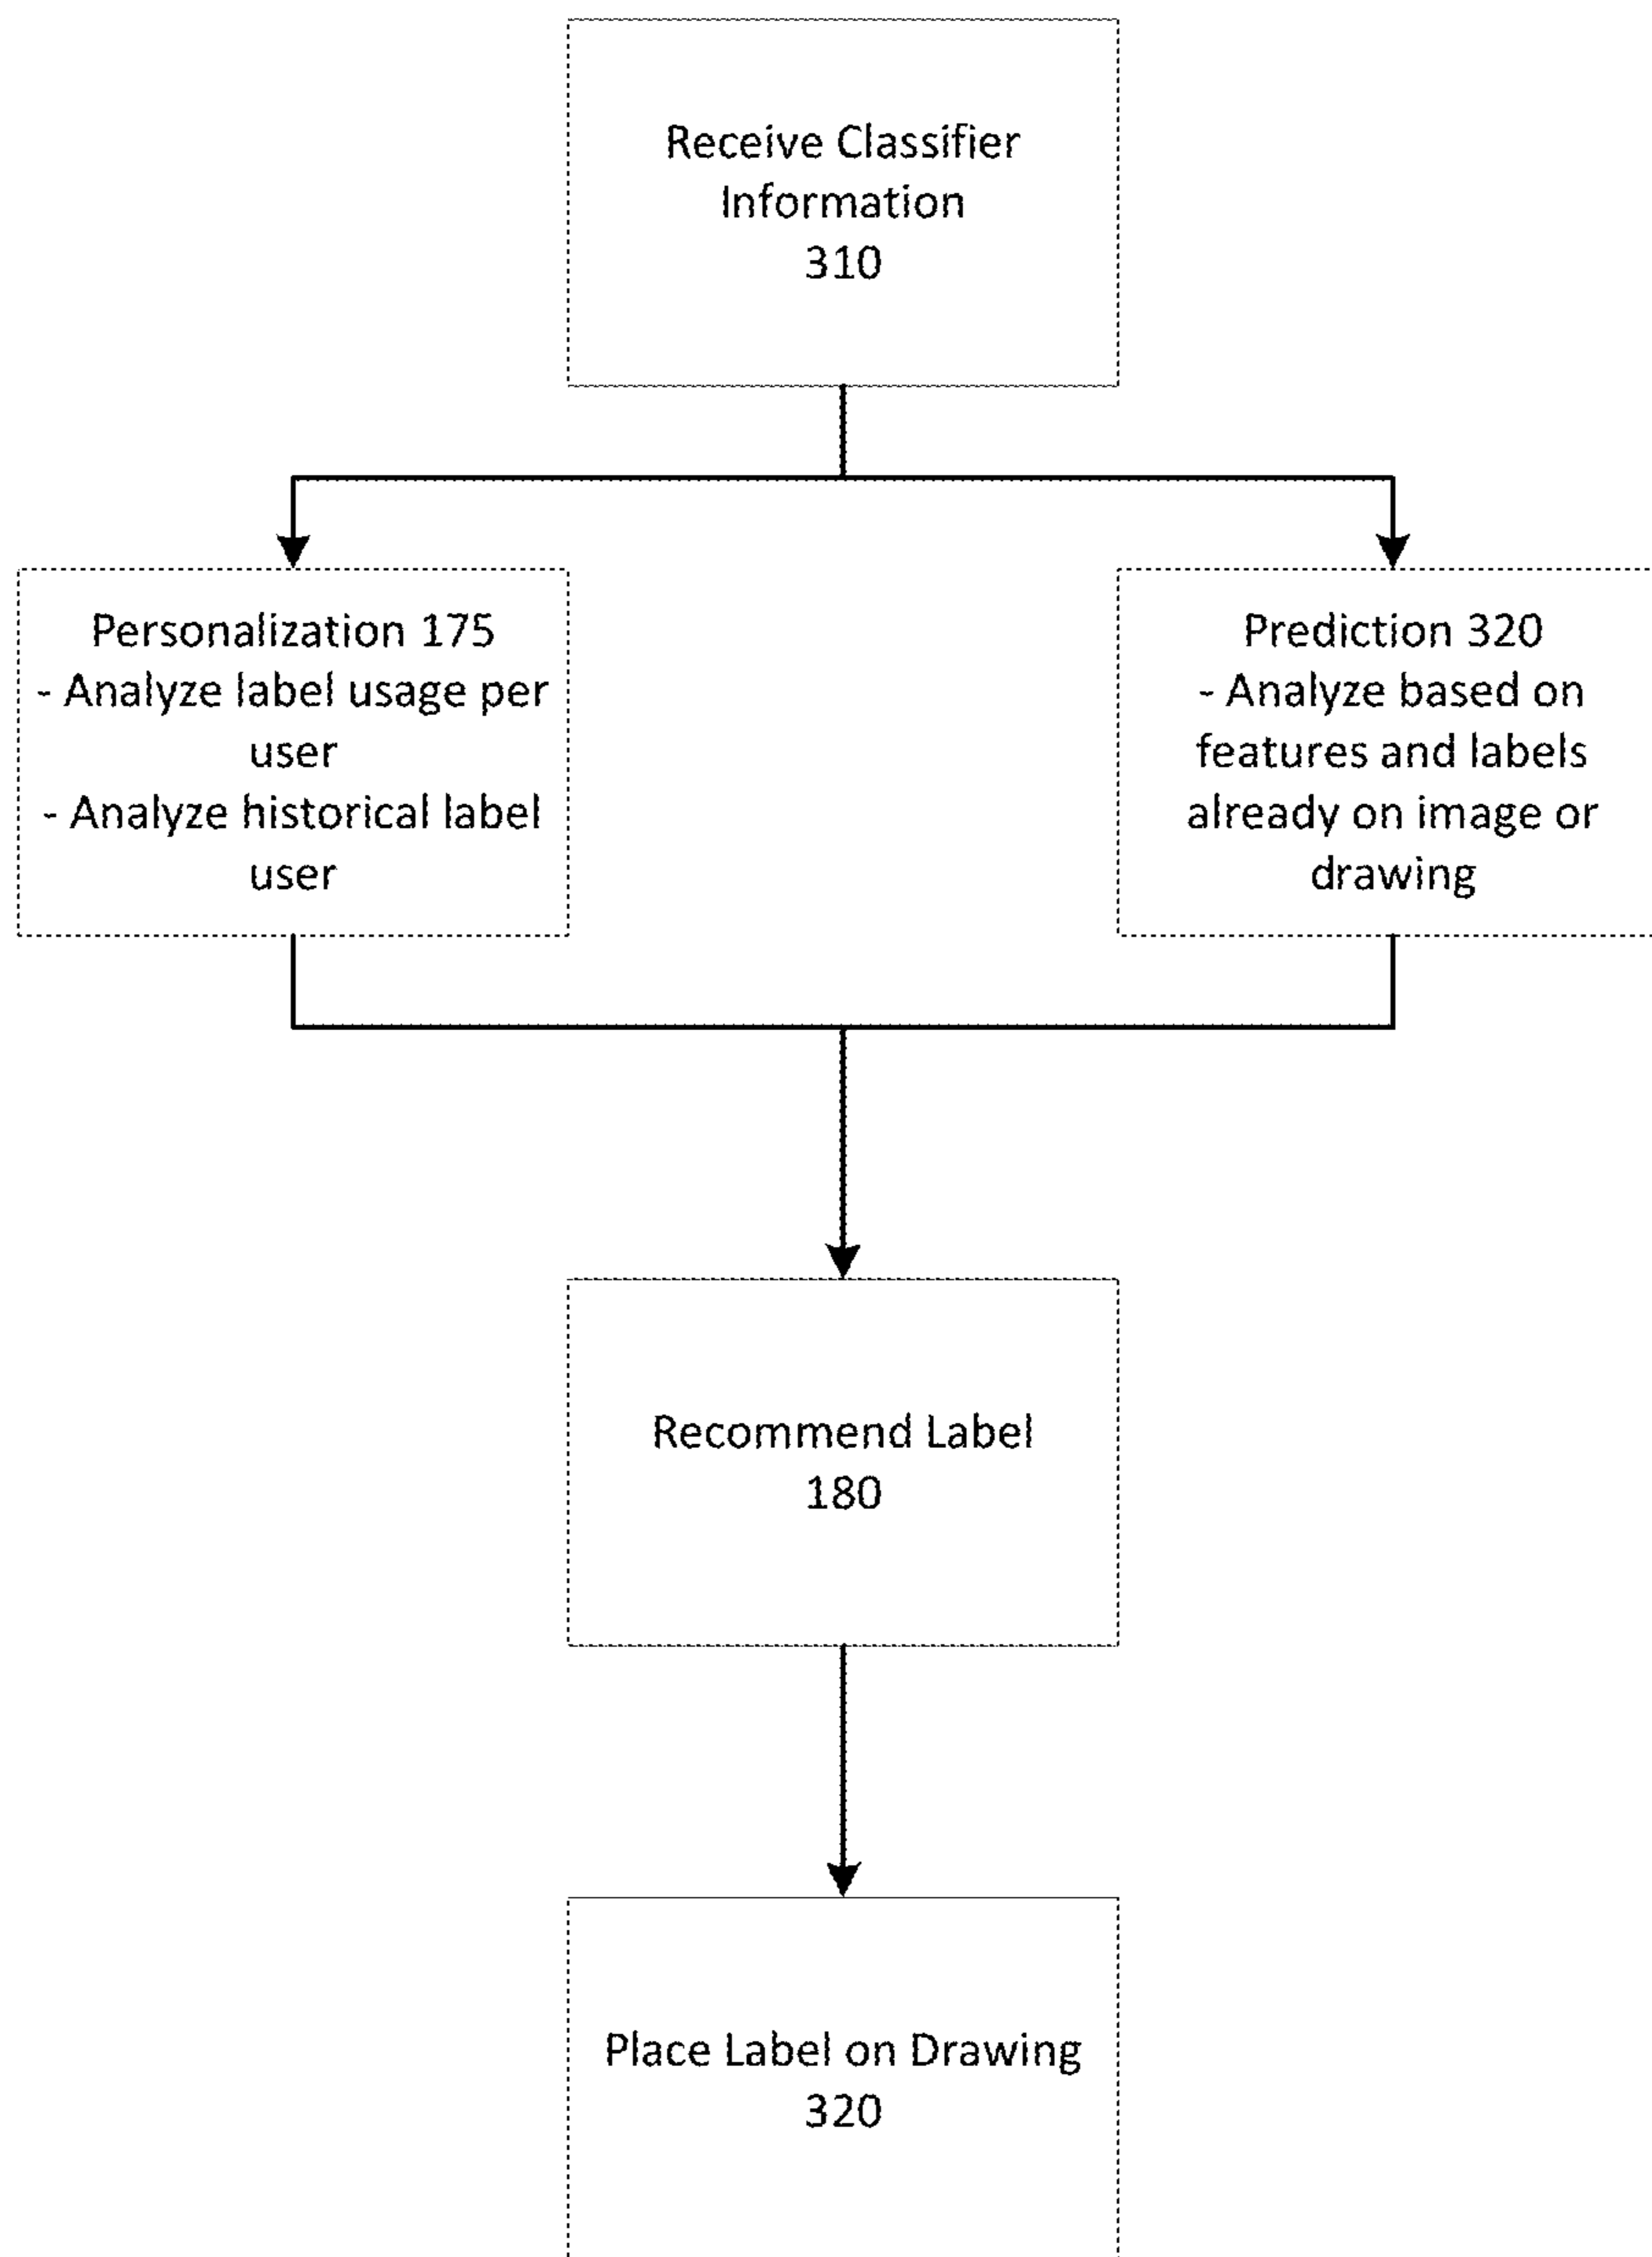 Receive Classifier
Information
310
Personalization 175
- Analyze label usage per
user
- Analyze historical label
user
Prediction 320
- Analyze based on
features and labels
already on image or
drawing
Recommend Label
180
Place Label on Drawing
320